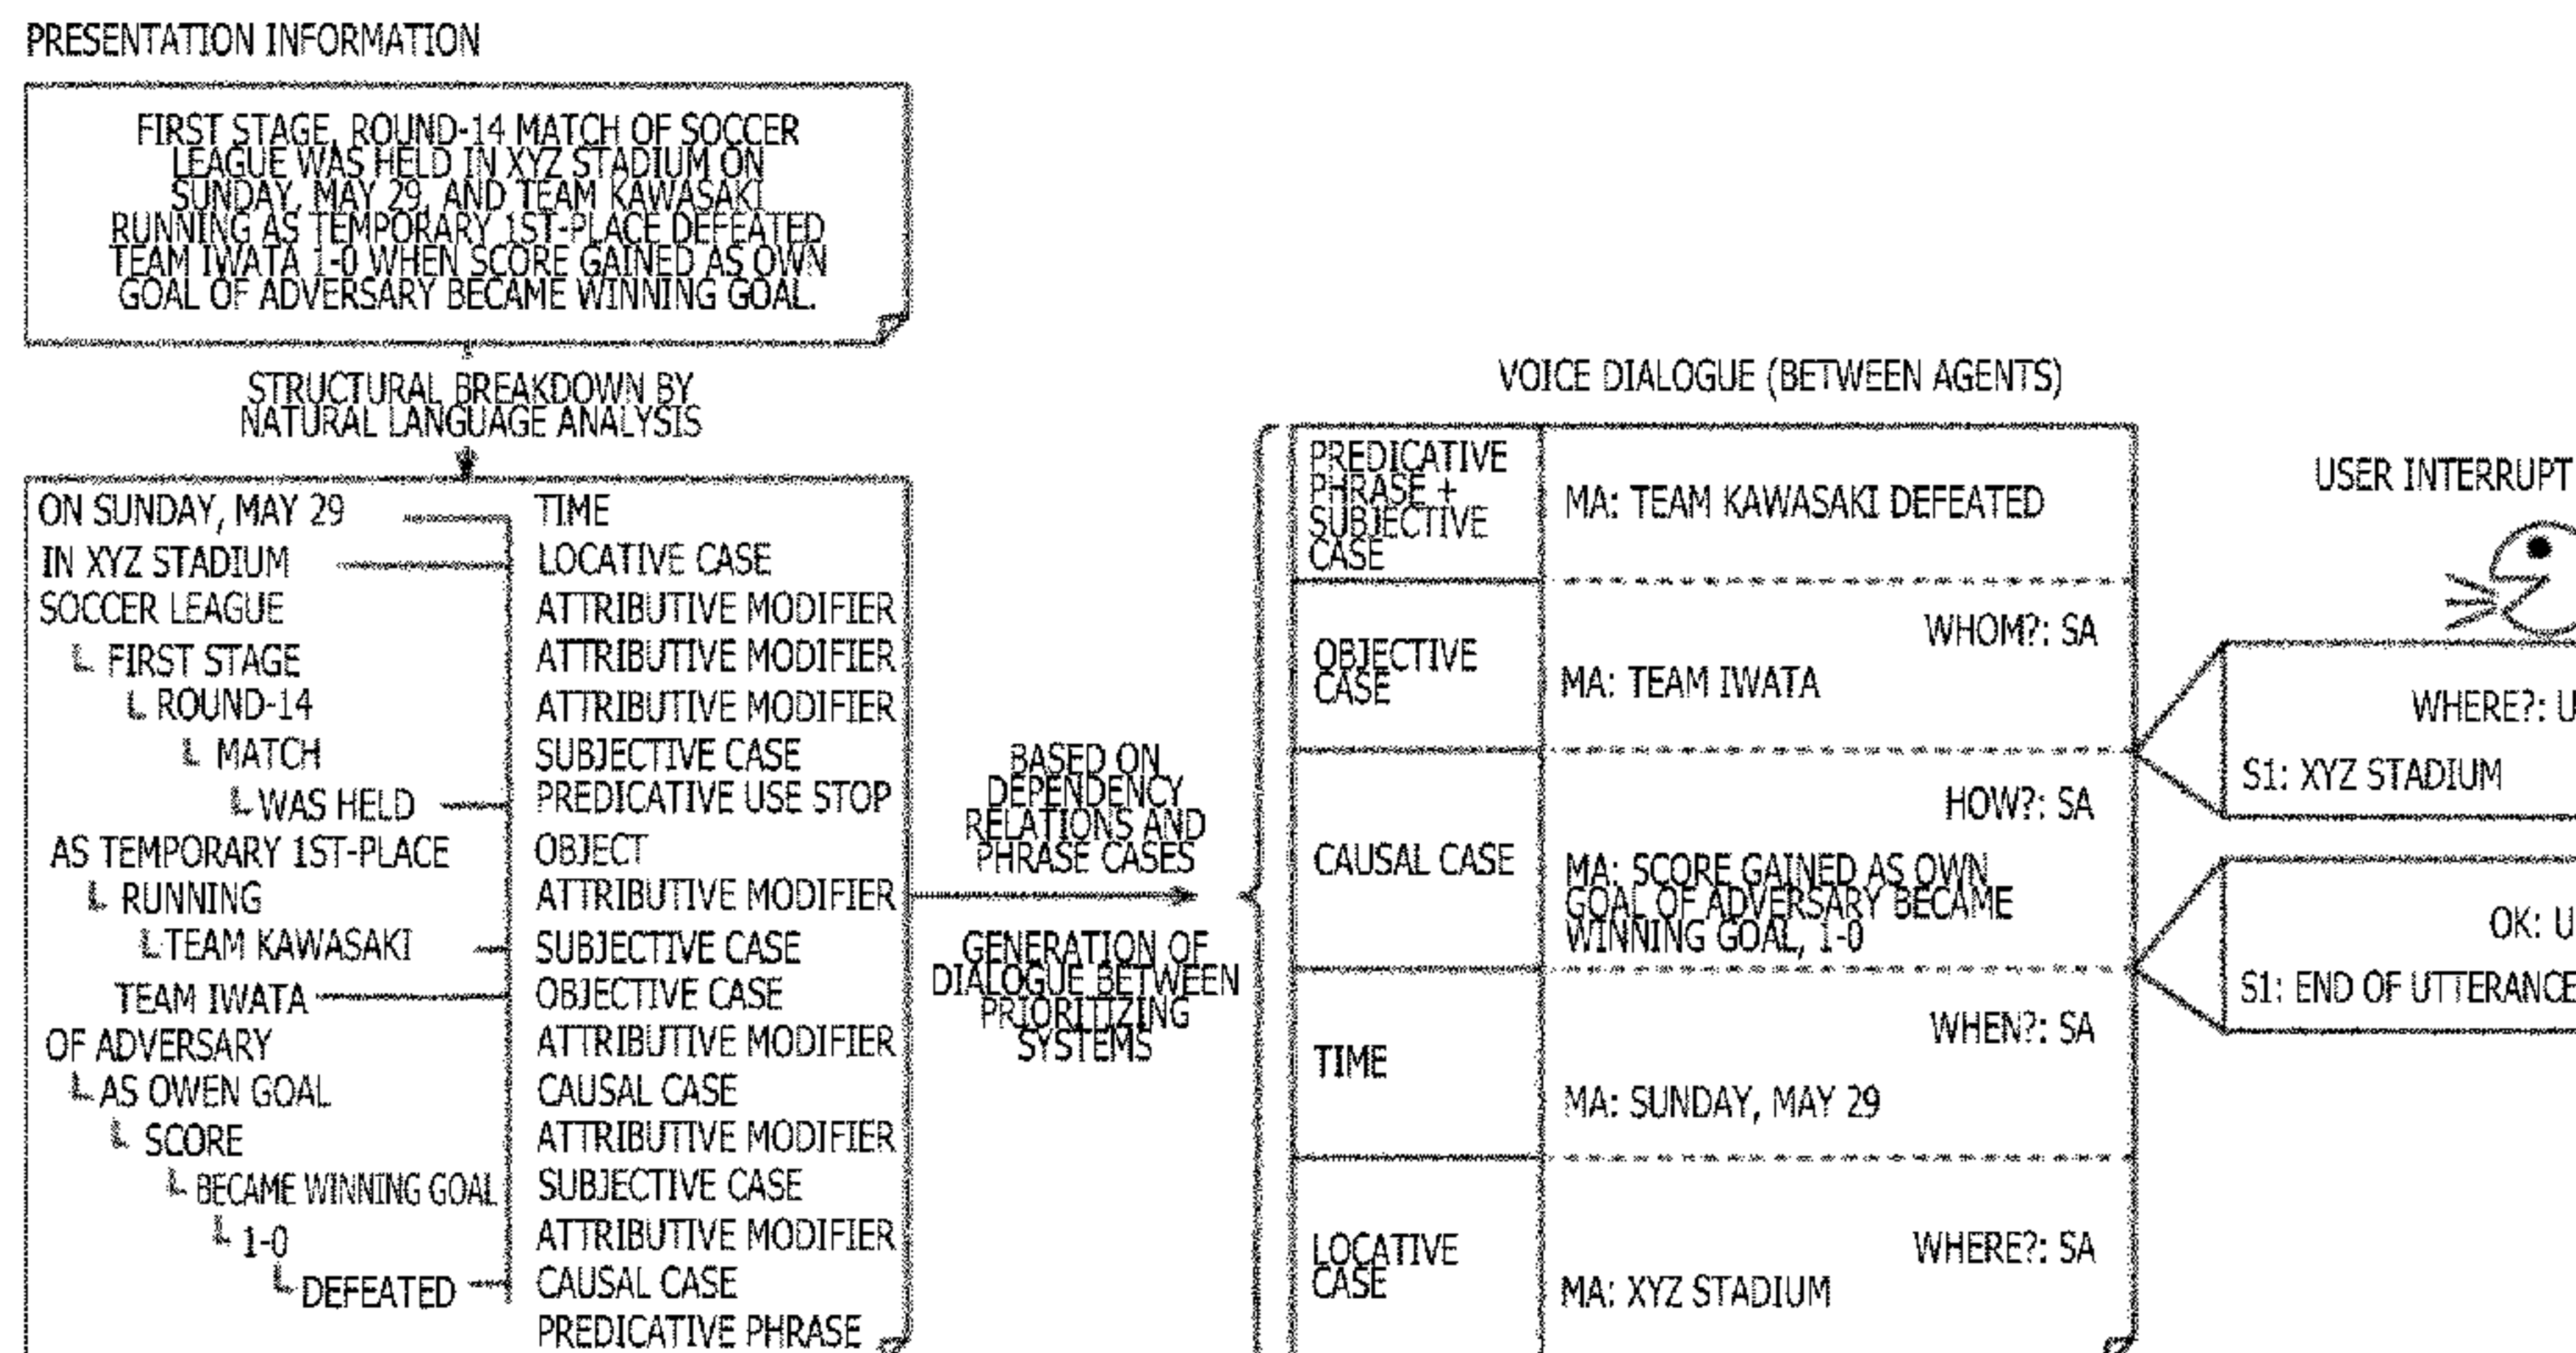 PRESENTATION INFORMATION
FIRST STAGE, ROUND-14 MATCH OF SOCCER
LEAGUE WAS HELD IN XYZ STADIUM ON
SUNDAY, MAY 29, AND TEAM KAWASAKI
RUNNING AS TEMPORARY 1ST-PLACE DEFEATED
TEAM IWATA 1-0 WHEN SCORE GAINED AS OWN
GOAL OF ADVERSARY BECAME WINNING GOAL.
STRUCTURAL BREAKDOWN BY
NATURAL LANGUAGE ANALYSIS
ON SUNDAY, MAY 29 TIME
IN XYZ STADIUM LOCATIVE CASE
SOCCER LEAGUE ATTRIBUTIVE MODIFIER
FIRST STAGE ATTRIBUTIVE MODIFIER
ROUND-14 ATTRIBUTIVE MODIFIER
MATCH SUBJECTIVE CASE
WAS HELD PREDICATIVE USE STOP
AS TEMPORARY 1ST-PLACE OBJECT
RUNNING ATTRIBUTIVE MODIFIER
TEAM KAWASAKI SUBJECTIVE CASE
TEAM IWATA OBJECTIVE CASE
OF ADVERSARY ATTRIBUTIVE MODIFIER
AS OWEN GOAL CAUSAL CASE
SCORE ATTRIBUTIVE MODIFIER
BECAME WINNING GOAL SUBJECTIVE CASE
1-0 ATTRIBUTIVE MODIFIER
DEFEATED CAUSAL CASE
PREDICATIVE PHRASE
BASED ON
DEPENDENCY
RELATIONS AND
PHRASE CASES
GENERATION OF
DIALOGUE BETWEEN
PRIORITIZING
SYSTEMS
VOICE DIALOGUE (BETWEEN AGENTS)
PREDICATIVE
PHRASE +
SUBJECTIVE
CASE
MA: TEAM KAWASAKI DEFEATED
OBJECTIVE
CASE
WHOM?: SA
MA: TEAM IWATA
CAUSAL CASE
HOW?: SA
MA: SCORE GAINED AS OWN
GOAL OF ADVERSARY BECAME
WINNING GOAL, 1-0
TIME
WHEN?: SA
MA: SUNDAY, MAY 29
LOCATIVE
CASE
WHERE?: SA
MA: XYZ STADIUM
USER INTERRUPT
WHERE?: U
S1: XYZ STADIUM
OK: U
S1: END OF UTTERANCE